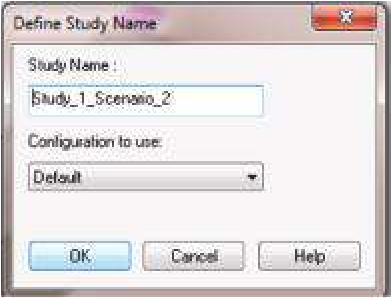 Define Study Name
Study Name :
Study_1_Scenario_2
Configuration to use:
Default
OK
Cancel
Help